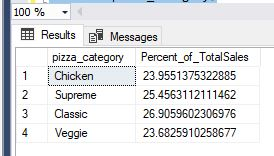 100 %
Results Messages
pizza_category Percent_of_TotalSales
1 Chicken 23.9551375322885
2 Supreme 25.4563112111462
3 Classic 26.9059602306976
4 Veggie 23.6825910258677